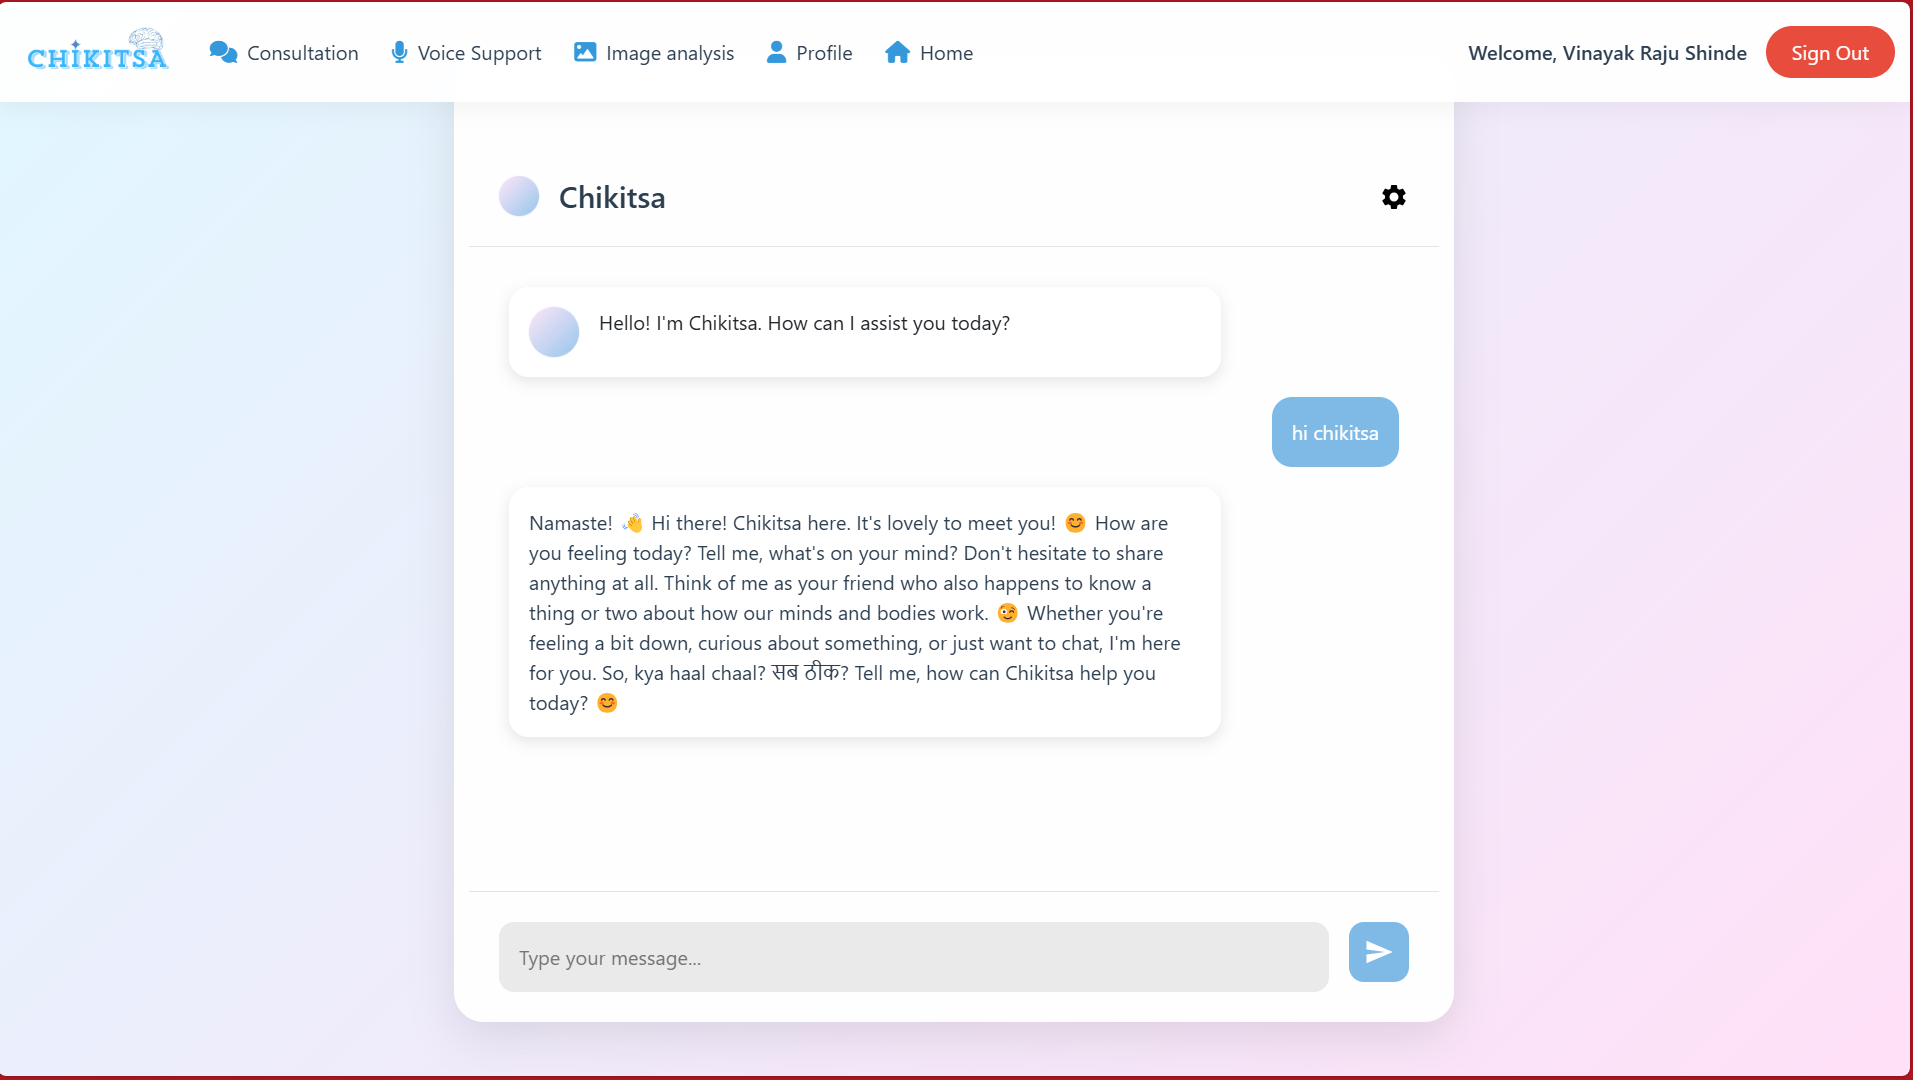 CHIKITSA
Consultation
Voice Support
Image analysis
Profile
Home
Welcome, Vinayak Raju Shinde
Sign Out
Chikitsa
Hello! I'm Chikitsa. How can I assist you today?
hi chikitsa
Namaste! 👋 Hi there! Chikitsa here. It's lovely to meet you! 😊 How are
you feeling today? Tell me, what's on your mind? Don't hesitate to share
anything at all. Think of me as your friend who also happens to know a
thing or two about how our minds and bodies work. 😉 Whether you're
feeling a bit down, curious about something, or just want to chat, I'm here
for you. So, kya haal chaal? सब ठीक? Tell me, how can Chikitsa help you
today? 😊
Type your message...